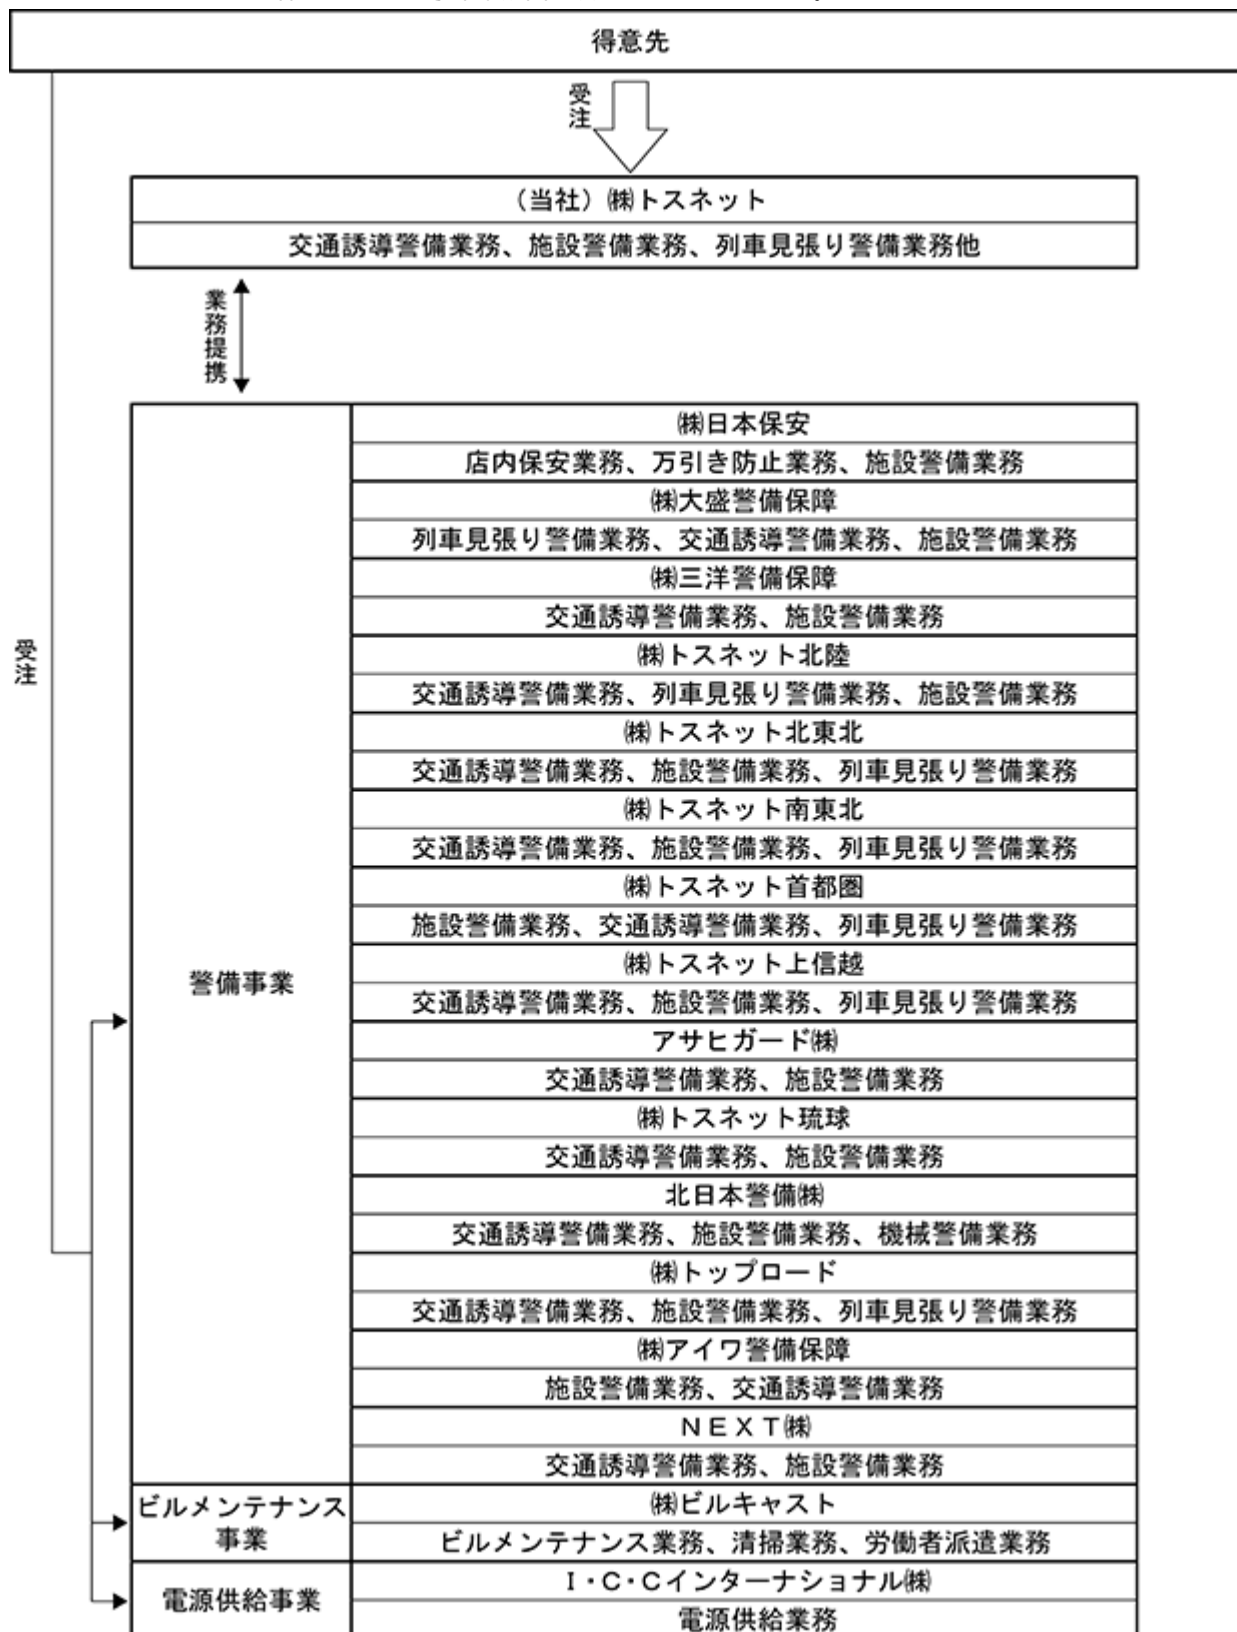 得意先
受注
（当社）㈱トスネット
交通誘導警備業務、施設警備業務、列車見張り警備業務他
業務提携
受注
警備事業
㈱日本保安
店内保安業務、万引き防止業務、施設警備業務
㈱大盛警備保障
列車見張り警備業務、交通誘導警備業務、施設警備業務
㈱三洋警備保障
交通誘導警備業務、施設警備業務
㈱トスネット北陸
交通誘導警備業務、列車見張り警備業務、施設警備業務
㈱トスネット北東北
交通誘導警備業務、施設警備業務、列車見張り警備業務
㈱トスネット南東北
交通誘導警備業務、施設警備業務、列車見張り警備業務
㈱トスネット首都圏
施設警備業務、交通誘導警備業務、列車見張り警備業務
㈱トスネット上信越
交通誘導警備業務、施設警備業務、列車見張り警備業務
アサヒガード㈱
交通誘導警備業務、施設警備業務
㈱トスネット琉球
交通誘導警備業務、施設警備業務
北日本警備㈱
交通誘導警備業務、施設警備業務、機械警備業務
㈱トップロード
交通誘導警備業務、施設警備業務、列車見張り警備業務
㈱アイワ警備保障
施設警備業務、交通誘導警備業務
ＮＥＸＴ㈱
交通誘導警備業務、施設警備業務
ビルメンテナンス
事業
㈱ビルキャスト
ビルメンテナンス業務、清掃業務、労働者派遣業務
電源供給事業
Ｉ・Ｃ・Ｃインターナショナル㈱
電源供給業務